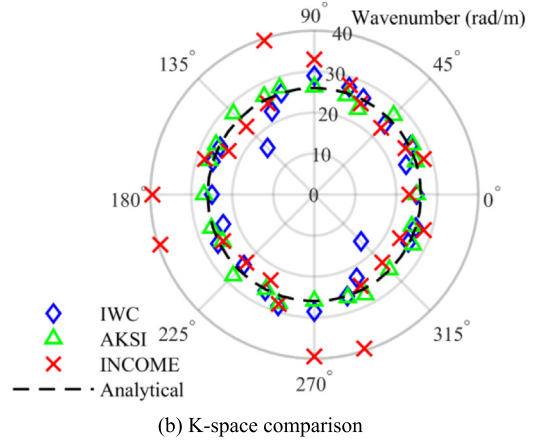 90°
Wavenumber (rad/m)
40
135°
45°
30
20
10
180°
0
0°
IWC
AKSI
INCOME
Analytical
225°
315°
270°
(b) K-space comparison